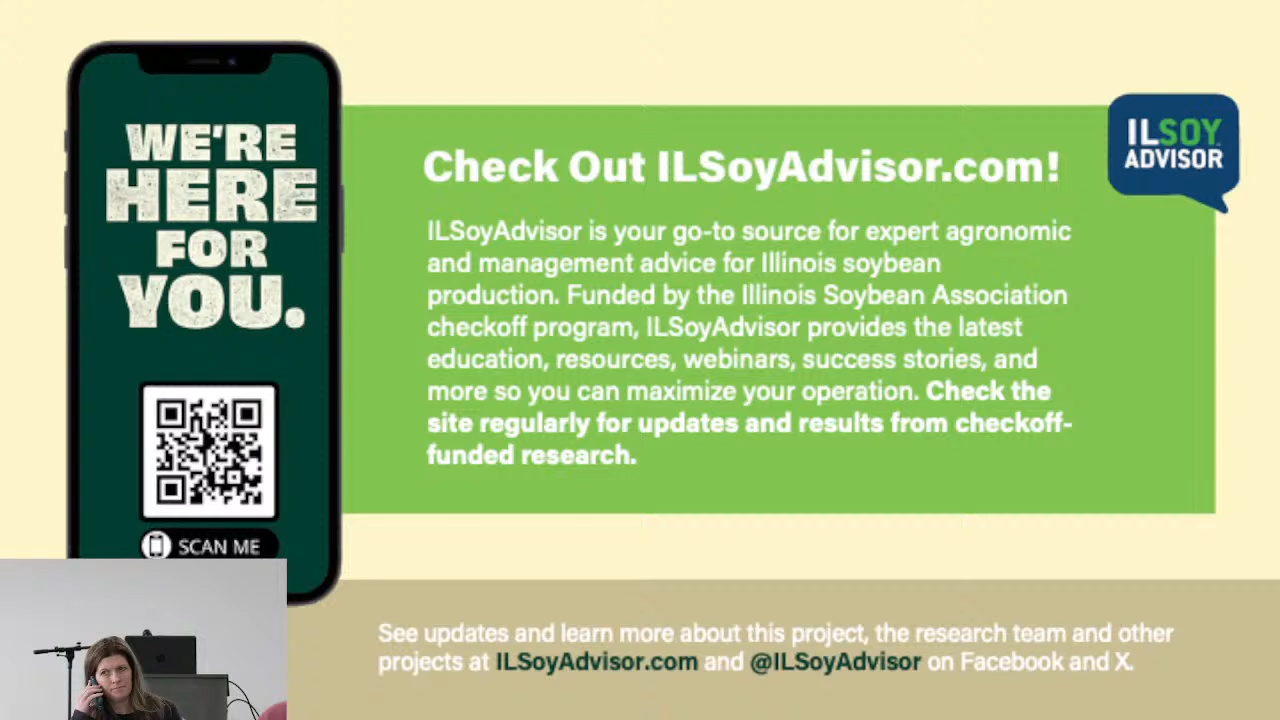 WE'RE
HERE
FOR
YOU.
SCAN ME
Check Out ILSoyAdvisor.com!
ILSOY
ADVISOR
ILSoyAdvisor is your go-to source for expert agronomic
and management advice for Illinois soybean
production. Funded by the Illinois Soybean Association
checkoff program, ILSoyAdvisor provides the latest
education, resources, webinars, success stories, and
more so you can maximize your operation. Check the
site regularly for updates and results from checkoff-
funded research.
See updates and learn more about this project, the research team and other
projects at ILSoyAdvisor.com and @ILSoyAdvisor on Facebook and X.